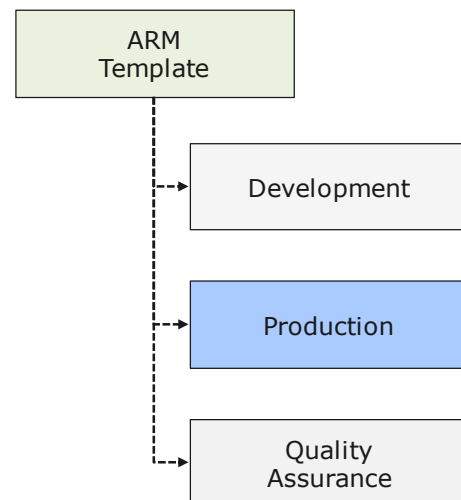 ARM
Template
Development
Production
Quality
Assurance